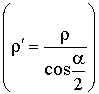 (ρ′ = ρ / cos α/2)